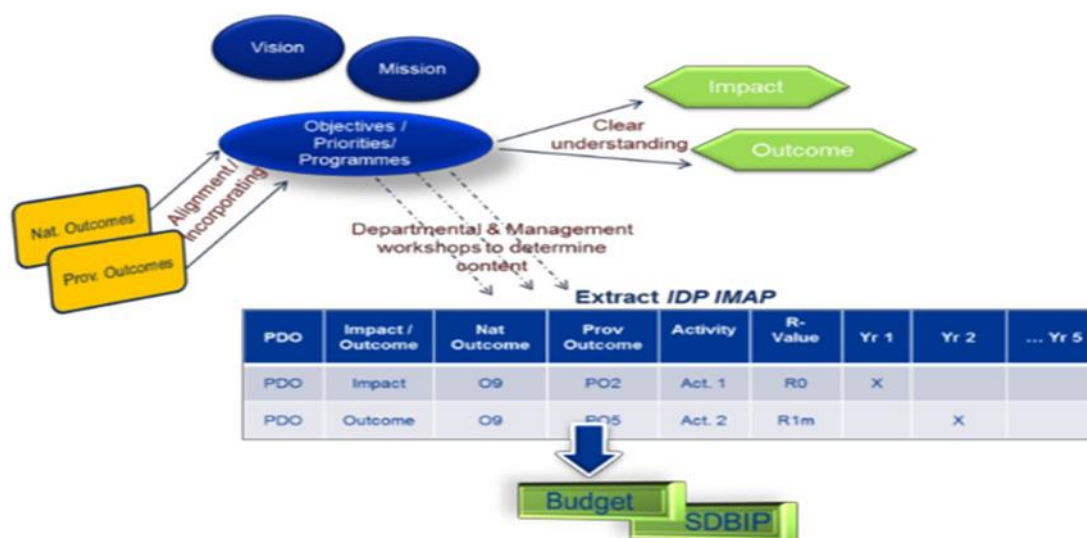 Vision
Mission
Objectives /
Priorities/
Programmes
Impact
Clear
understanding
Outcome
Alignment /
Incorporating
Nat. Outcomes
Prov. Outcomes
Departmental & Management
workshops to determine
content
Extract IDP IMAP
PDO Impact / Outcome Nat Outcome Prov Outcome Activity R-Value Yr 1 Yr 2 ... Yr 5
PDO Impact O9 PO2 Act. 1 R0 X
PDO Outcome O9 PO5 Act. 2 R1m X
Budget
SDBIP